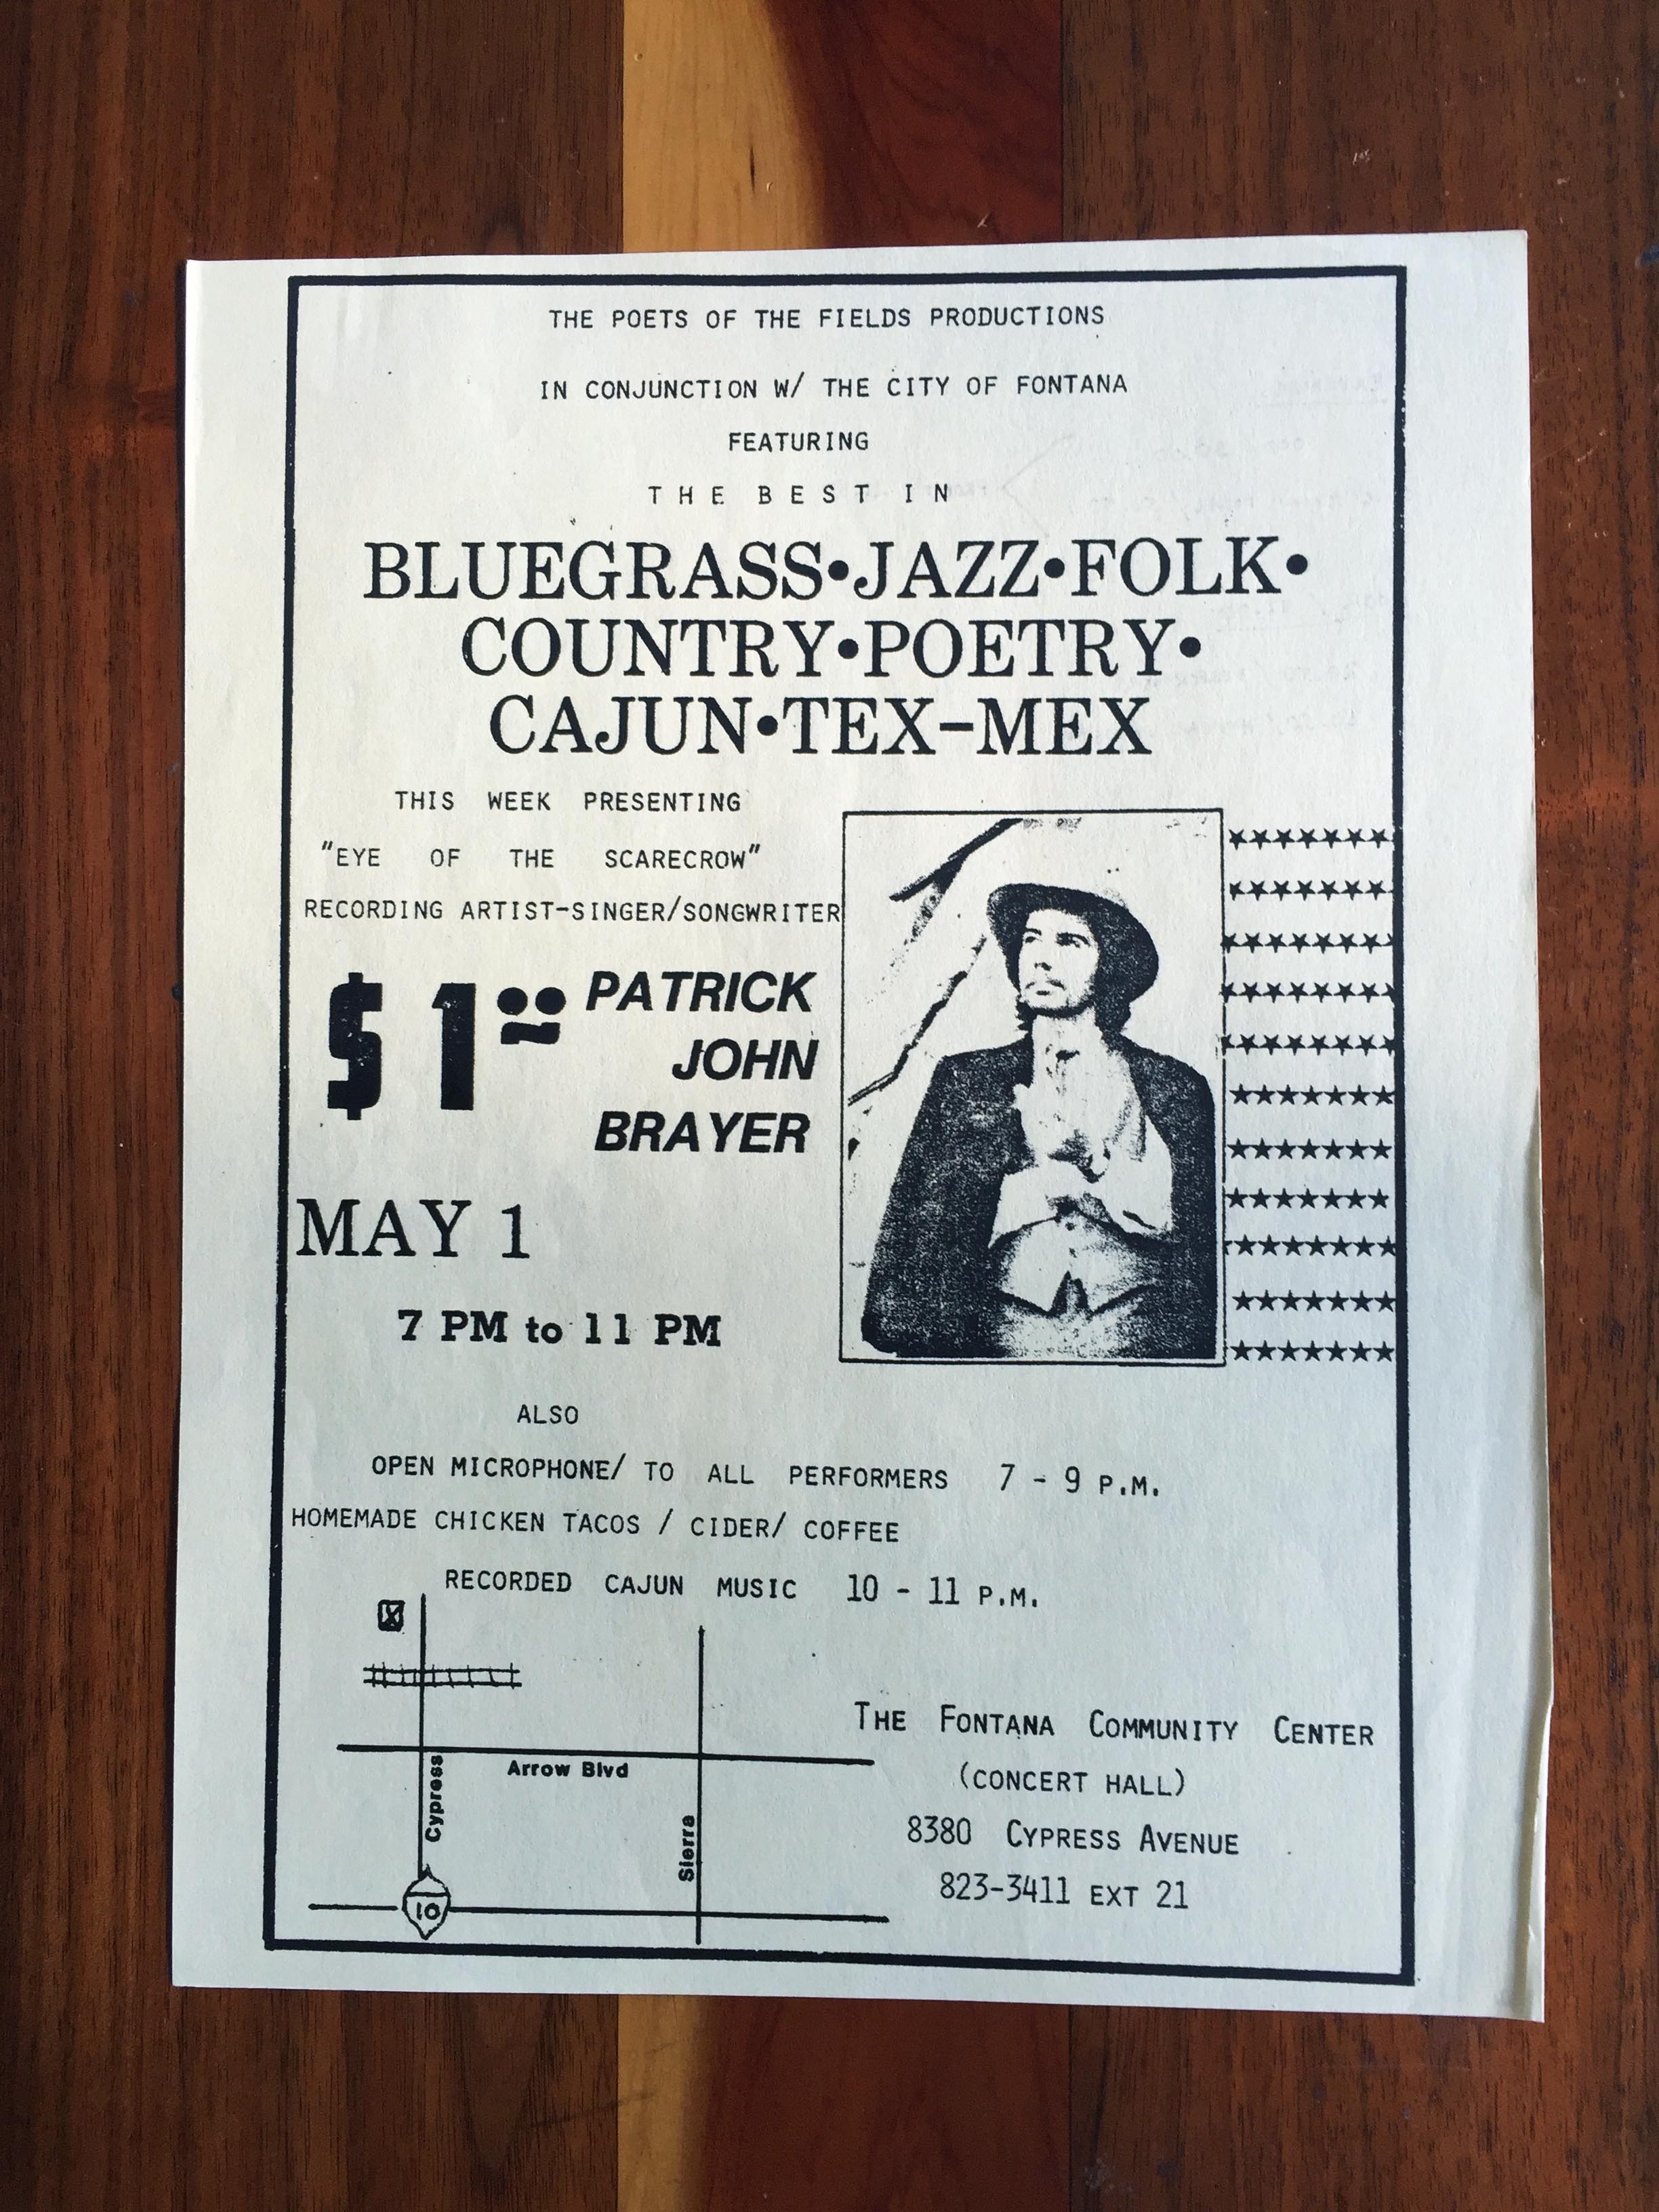 THE POETS OF THE FIELDS PRODUCTIONS
IN CONJUNCTION W/ THE CITY OF FONTANA
FEATURING
THE BEST IN
BLUEGRASS•JAZZ•FOLK•
COUNTRY•POETRY•
CAJUN•TEX-MEX
THIS WEEK PRESENTING
"EYE OF THE SCARECROW"
RECORDING ARTIST-SINGER/SONGWRITER
$1.00
PATRICK
JOHN
BRAYER
MAY 1
7 PM to 11 PM
ALSO
OPEN MICROPHONE/ TO ALL PERFORMERS 7 - 9 P.M.
HOMEMADE CHICKEN TACOS / CIDER/ COFFEE
RECORDED CAJUN MUSIC 10 - 11 P.M.
X
Arrow Blvd
Cypress
Sierra
10
THE FONTANA COMMUNITY CENTER
(CONCERT HALL)
8380 CYPRESS AVENUE
823-3411 EXT 21